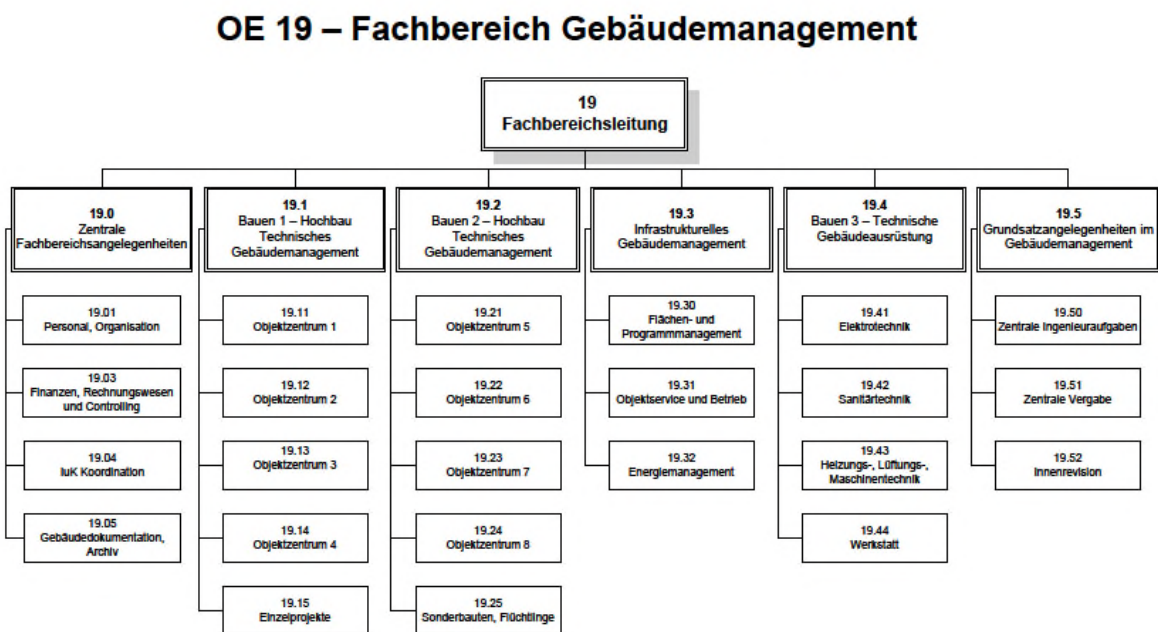 OE 19 – Fachbereich Gebäudemanagement
19
Fachbereichsleitung
19.0
Zentrale
Fachbereichsangelegenheiten
19.01
Personal, Organisation
19.03
Finanzen, Rechnungswesen
und Controlling
19.04
IuK Koordination
19.05
Gebäudedokumentation,
Archiv
19.1
Bauen 1 – Hochbau
Technisches
Gebäudemanagement
19.11
Objektzentrum 1
19.12
Objektzentrum 2
19.13
Objektzentrum 3
19.14
Objektzentrum 4
19.15
Einzelprojekte
19.2
Bauen 2 – Hochbau
Technisches
Gebäudemanagement
19.21
Objektzentrum 5
19.22
Objektzentrum 6
19.23
Objektzentrum 7
19.24
Objektzentrum 8
19.25
Sonderbauten, Flüchtlinge
19.3
Infrastrukturelles
Gebäudemanagement
19.30
Flächen- und
Programmmanagement
19.31
Objektservice und Betrieb
19.32
Energiemanagement
19.4
Bauen 3 – Technische
Gebäudeausrüstung
19.41
Elektrotechnik
19.42
Sanitärtechnik
19.43
Heizungs-, Lüftungs-,
Maschinentechnik
19.44
Werkstatt
19.5
Grundsatzangelegenheiten im
Gebäudemanagement
19.50
Zentrale Ingenieuraufgaben
19.51
Zentrale Vergabe
19.52
Innenrevision